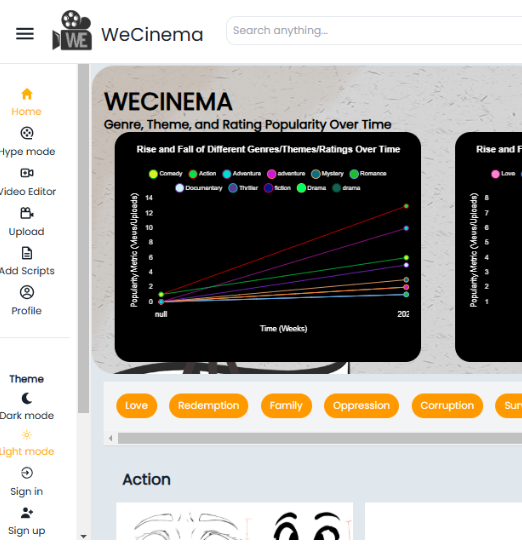 WE
WeCinema
Search anything...
Home
Hype mode
Video Editor
Upload
Add Scripts
Profile
Theme
Dark mode
Light mode
Sign in
Sign up
WECINEMA
Genre, Theme, and Rating Popularity Over Time
Rise and Fall of Different Genres/Themes/Ratings Over Time
Comedy Action Adventure adventure Mystery Romance
Documentary Thriller fiction Drama drama
Popularity Metric (Views/Uploads)
14
12
10
8
6
4
2
0
null 202
Time (Weeks)
Rise and F
Love
Popularity Metric (Views/Uploads)
8
7
6
5
4
3
2
1
Love Redemption Family Oppression Corruption Sur
Action